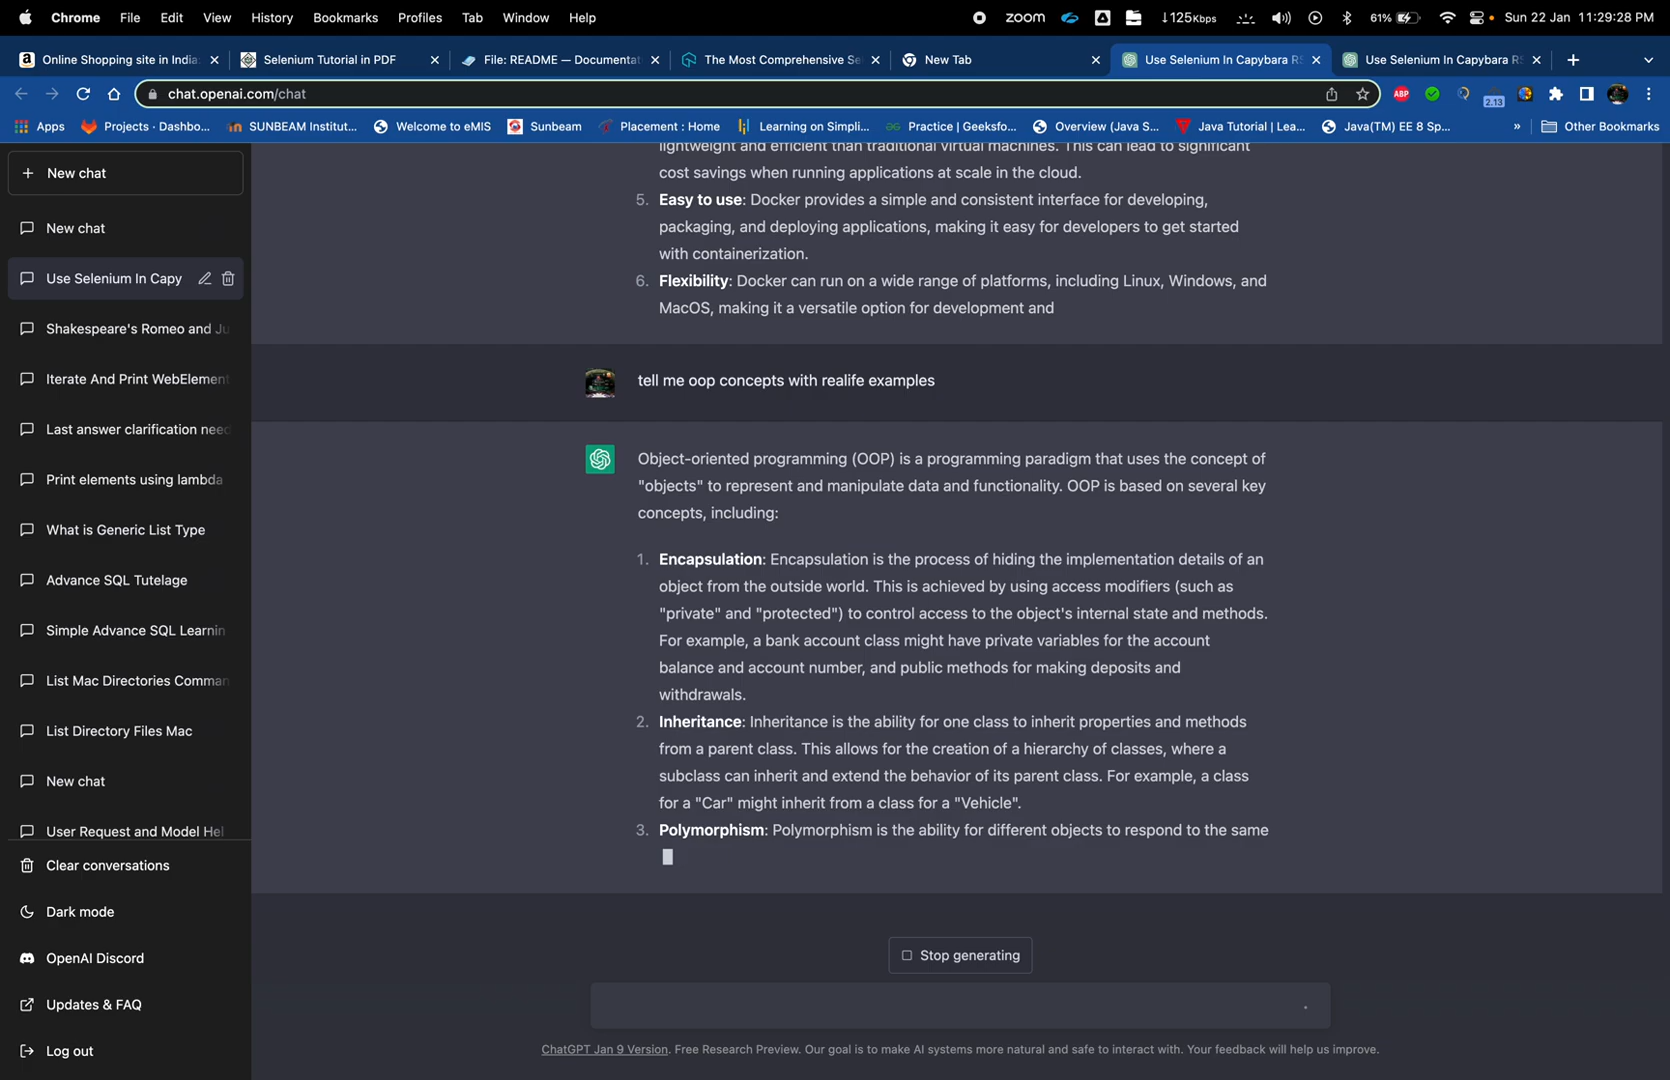 Chrome File Edit View History Bookmarks Profiles Tab Window Help zoom ↓125Kbps 61% Sun 22 Jan 11:29:28 PM
Online Shopping site in India: Selenium Tutorial in PDF File: README — Documentat The Most Comprehensive Se New Tab Use Selenium In Capybara RS Use Selenium In Capybara RS
chat.openai.com/chat ABP 2.13
Apps Projects · Dashbo... SUNBEAM Institut... Welcome to eMIS Sunbeam Placement : Home Learning on Simpli... Practice | Geeksfo... Overview (Java S... Java Tutorial | Lea... Java(TM) EE 8 Sp... » Other Bookmarks
New chat
New chat
Use Selenium In Capy
Shakespeare's Romeo and Ju
Iterate And Print WebElement
Last answer clarification need
Print elements using lambda
What is Generic List Type
Advance SQL Tutelage
Simple Advance SQL Learnin
List Mac Directories Comman
List Directory Files Mac
New chat
User Request and Model Hel
Clear conversations
Dark mode
OpenAI Discord
Updates & FAQ
Log out
lightweight and efficient than traditional virtual machines. This can lead to significant
cost savings when running applications at scale in the cloud.
5. Easy to use: Docker provides a simple and consistent interface for developing,
packaging, and deploying applications, making it easy for developers to get started
with containerization.
6. Flexibility: Docker can run on a wide range of platforms, including Linux, Windows, and
MacOS, making it a versatile option for development and
tell me oop concepts with realife examples
Object-oriented programming (OOP) is a programming paradigm that uses the concept of
"objects" to represent and manipulate data and functionality. OOP is based on several key
concepts, including:
1. Encapsulation: Encapsulation is the process of hiding the implementation details of an
object from the outside world. This is achieved by using access modifiers (such as
"private" and "protected") to control access to the object's internal state and methods.
For example, a bank account class might have private variables for the account
balance and account number, and public methods for making deposits and
withdrawals.
2. Inheritance: Inheritance is the ability for one class to inherit properties and methods
from a parent class. This allows for the creation of a hierarchy of classes, where a
subclass can inherit and extend the behavior of its parent class. For example, a class
for a "Car" might inherit from a class for a "Vehicle".
3. Polymorphism: Polymorphism is the ability for different objects to respond to the same
Stop generating
ChatGPT Jan 9 Version. Free Research Preview. Our goal is to make AI systems more natural and safe to interact with. Your feedback will help us improve.